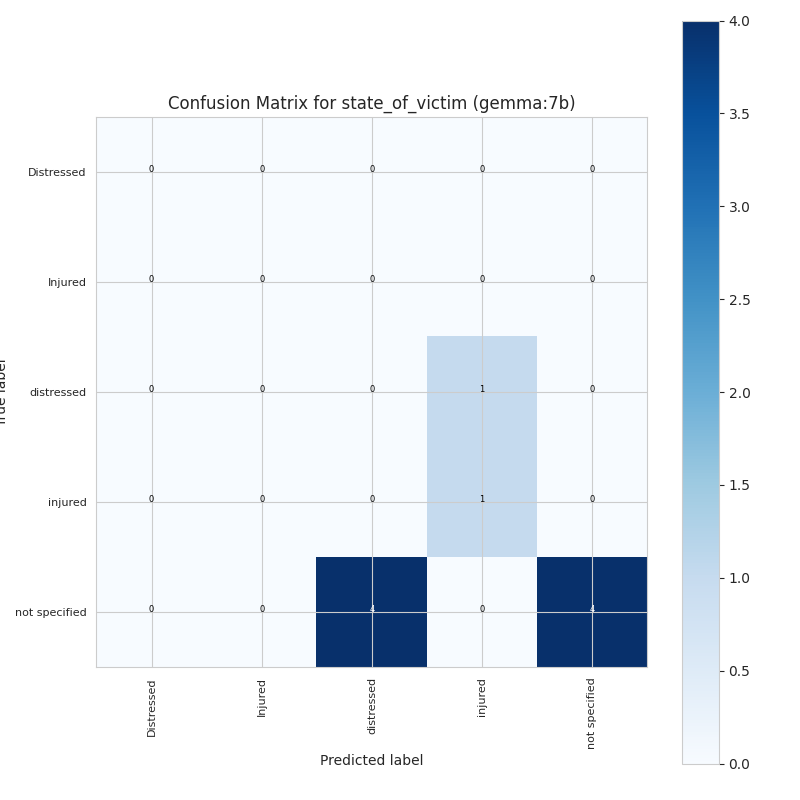 Confusion Matrix for state_of_victim (gemma:7b)
4.0
3.5
3.0
2.5
2.0
1.5
1.0
0.5
0.0
True label
Distressed 0 0 0 0 0
Injured 0 0 0 0 0
distressed 0 0 0 1 0
injured 0 0 0 1 0
not specified 0 0 4 0 4
Distressed Injured distressed injured not specified
Predicted label